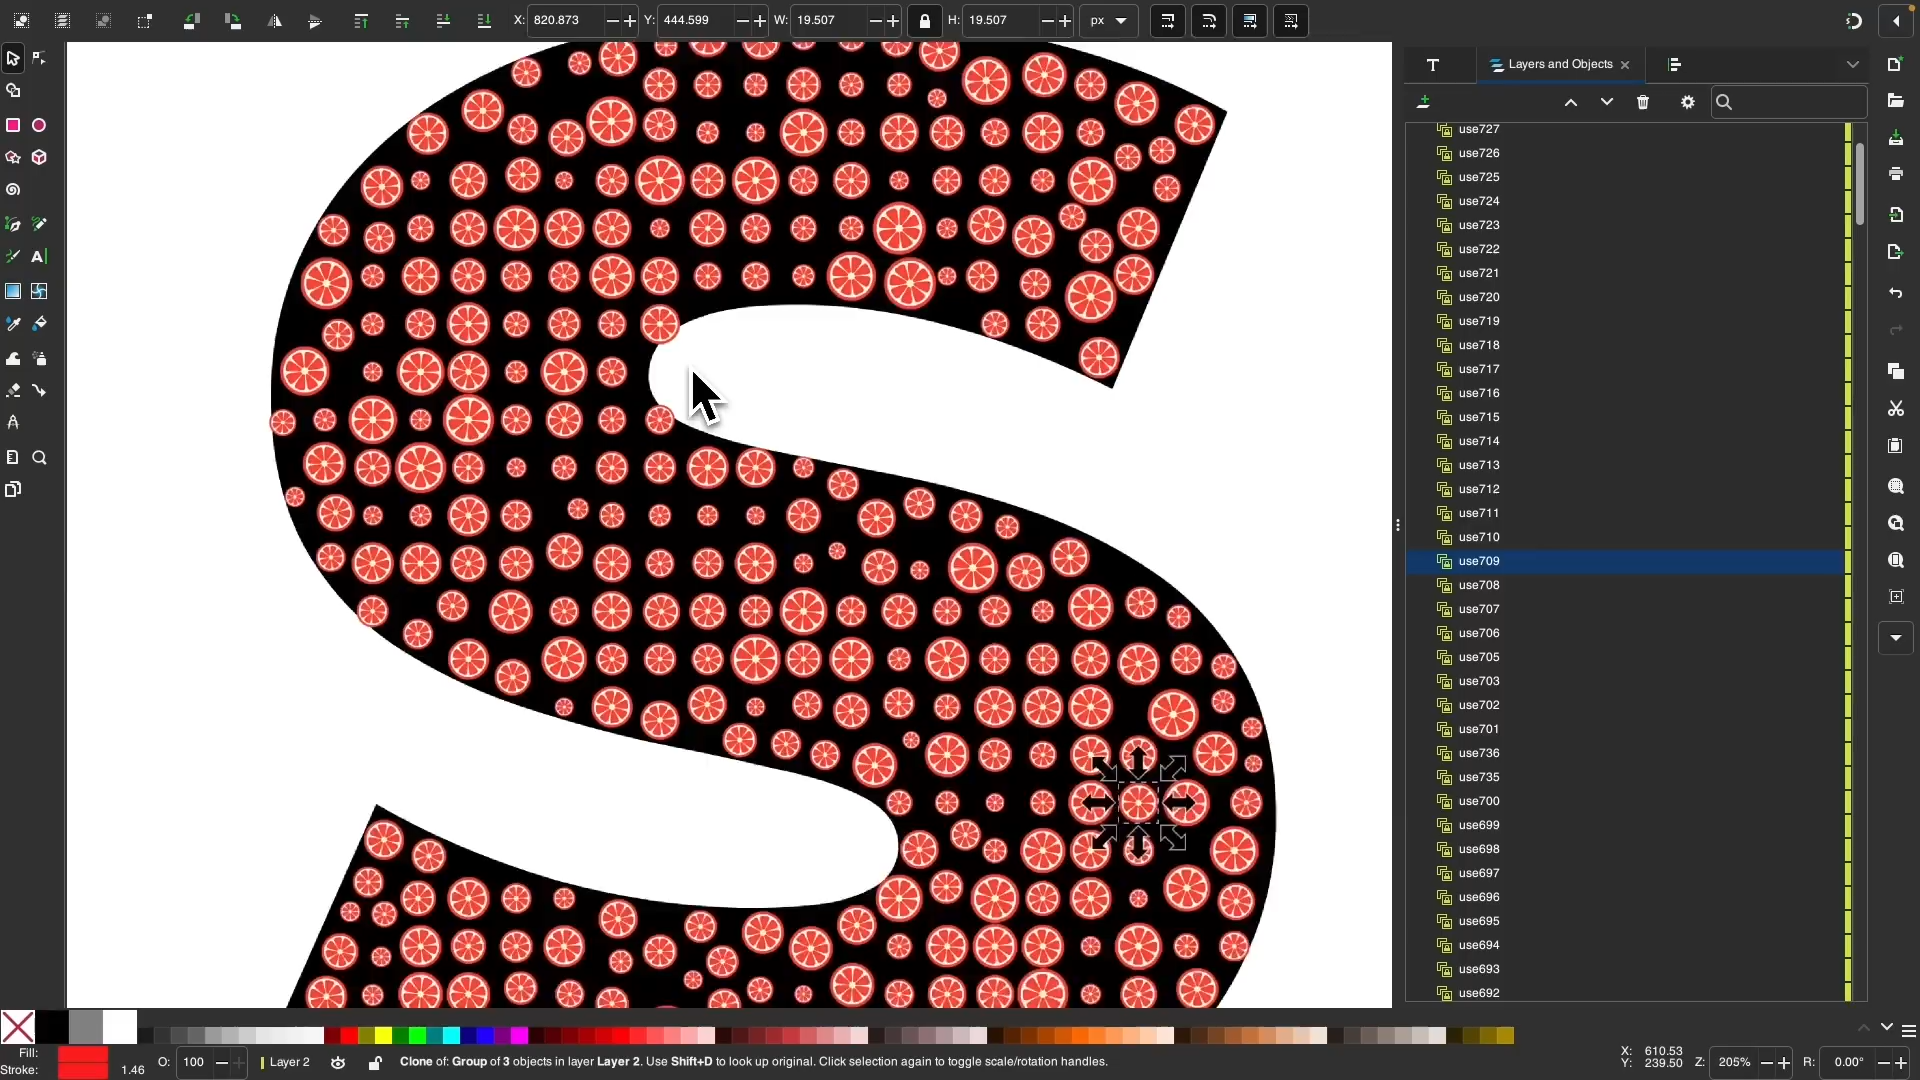 X: 820.873 Y: 444.599 W: 19.507 H: 19.507 px
T Layers and Objects
A
use727
use726
use725
use724
use723
use722
use721
use720
use719
use718
use717
use716
use715
use714
use713
use712
use711
use710
use709
use708
use707
use706
use705
use703
use702
use701
use736
use735
use700
use699
use698
use697
use696
use695
use694
use693
use692
Fill:
Stroke: 1.46
O: 100 Layer 2 Clone of: Group of 3 objects in layer Layer 2. Use Shift+D to look up original. Click selection again to toggle scale/rotation handles.
X: 610.53
Y: 239.50
Z: 205% R: 0.00°